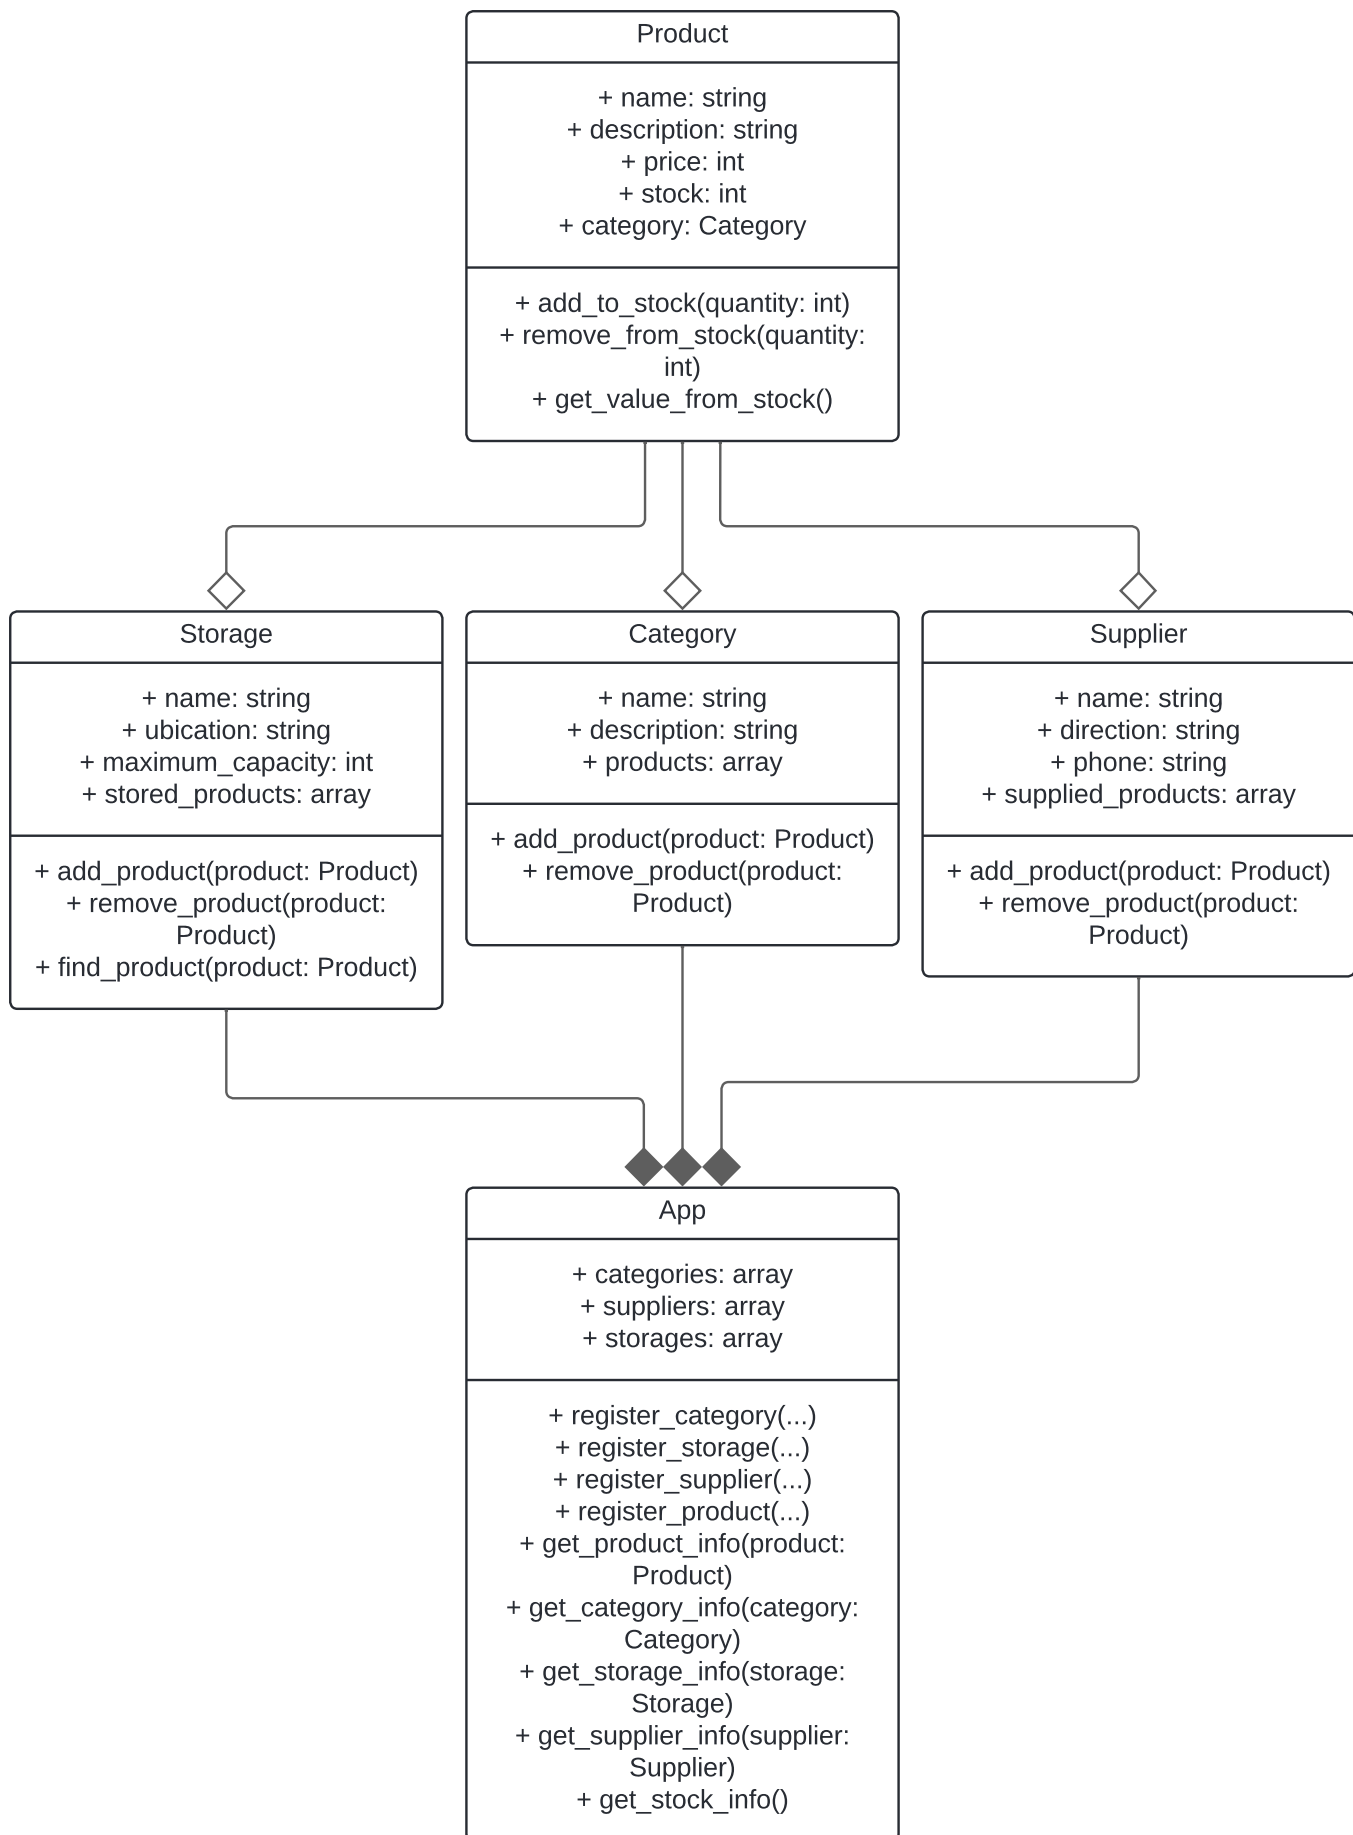 Product
+ name: string
+ description: string
+ price: int
+ stock: int
+ category: Category
+ add_to_stock(quantity: int)
+ remove_from_stock(quantity:
int)
+ get_value_from_stock()
Storage
+ name: string
+ ubication: string
+ maximum_capacity: int
+ stored_products: array
+ add_product(product: Product)
+ remove_product(product:
Product)
+ find_product(product: Product)
Category
+ name: string
+ description: string
+ products: array
+ add_product(product: Product)
+ remove_product(product:
Product)
Supplier
+ name: string
+ direction: string
+ phone: string
+ supplied_products: array
+ add_product(product: Product)
+ remove_product(product:
Product)
App
+ categories: array
+ suppliers: array
+ storages: array
+ register_category(...)
+ register_storage(...)
+ register_supplier(...)
+ register_product(...)
+ get_product_info(product:
Product)
+ get_category_info(category:
Category)
+ get_storage_info(storage:
Storage)
+ get_supplier_info(supplier:
Supplier)
+ get_stock_info()